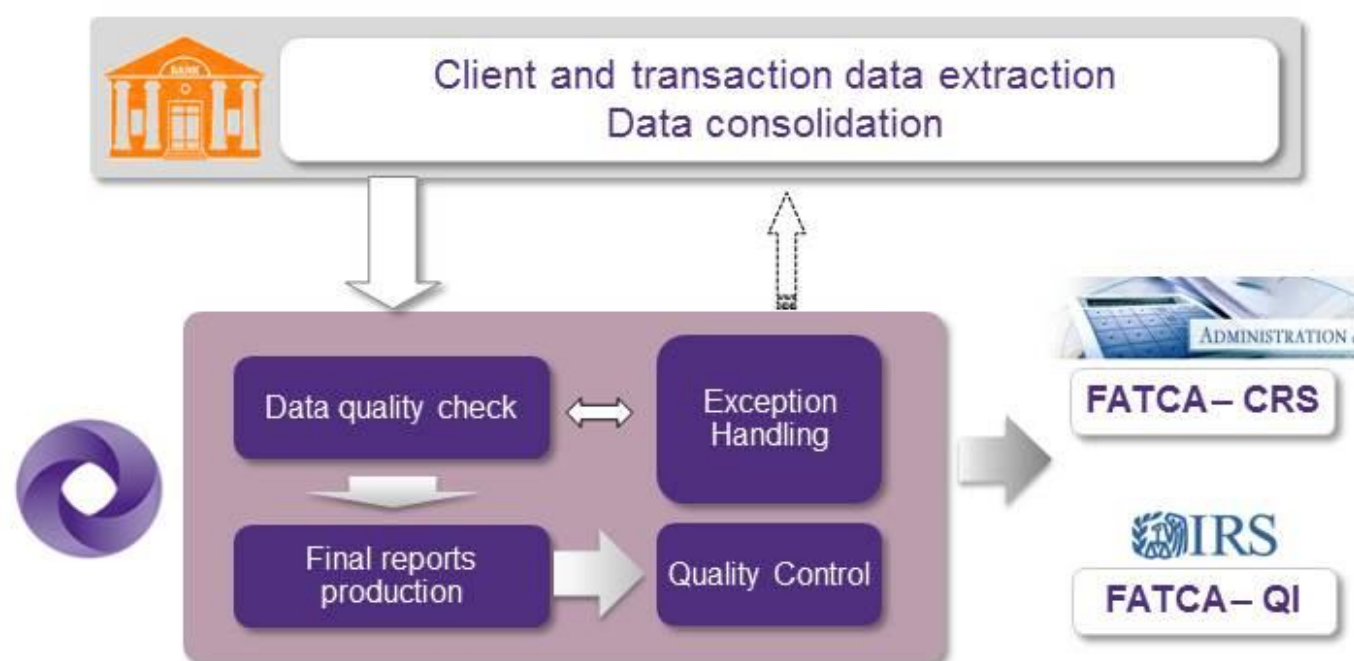 BANK
Client and transaction data extraction
Data consolidation
Data quality check
Exception
Handling
Final reports
production
Quality Control
ADMINISTRATION
FATCA – CRS
IRS
FATCA – QI